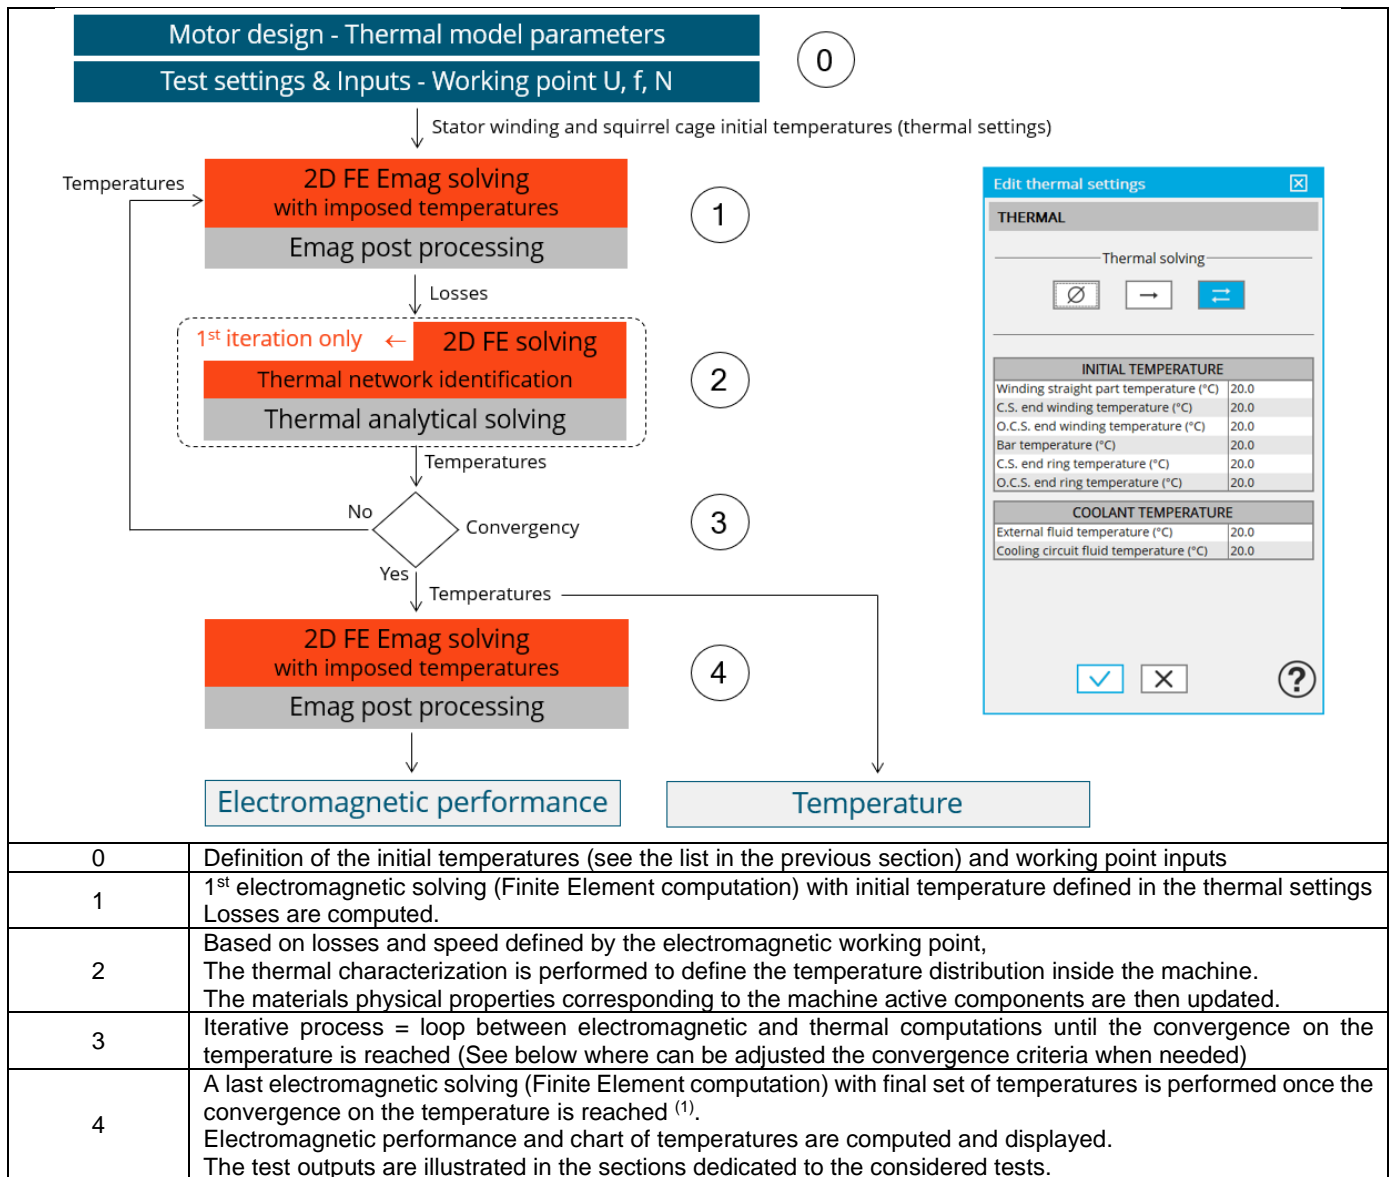 Motor design - Thermal model parameters
Test settings & Inputs - Working point U, f, N
0
Stator winding and squirrel cage initial temperatures (thermal settings)
Temperatures
2D FE Emag solving
with imposed temperatures
Emag post processing
1
Losses
1st iteration only ← 2D FE solving
Thermal network identification
Thermal analytical solving
2
Temperatures
No
Convergency
3
Yes
Temperatures
2D FE Emag solving
with imposed temperatures
Emag post processing
4
Electromagnetic performance
Temperature
Edit thermal settings
THERMAL
Thermal solving
INITIAL TEMPERATURE
Winding straight part temperature (°C) 20.0
C.S. end winding temperature (°C) 20.0
O.C.S. end winding temperature (°C) 20.0
Bar temperature (°C) 20.0
C.S. end ring temperature (°C) 20.0
O.C.S. end ring temperature (°C) 20.0
COOLANT TEMPERATURE
External fluid temperature (°C) 20.0
Cooling circuit fluid temperature (°C) 20.0
?
0 Definition of the initial temperatures (see the list in the previous section) and working point inputs
1 1st electromagnetic solving (Finite Element computation) with initial temperature defined in the thermal settings
Losses are computed.
2 Based on losses and speed defined by the electromagnetic working point,
The thermal characterization is performed to define the temperature distribution inside the machine.
The materials physical properties corresponding to the machine active components are then updated.
3 Iterative process = loop between electromagnetic and thermal computations until the convergence on the
temperature is reached (See below where can be adjusted the convergence criteria when needed)
4 A last electromagnetic solving (Finite Element computation) with final set of temperatures is performed once the
convergence on the temperature is reached (1).
Electromagnetic performance and chart of temperatures are computed and displayed.
The test outputs are illustrated in the sections dedicated to the considered tests.